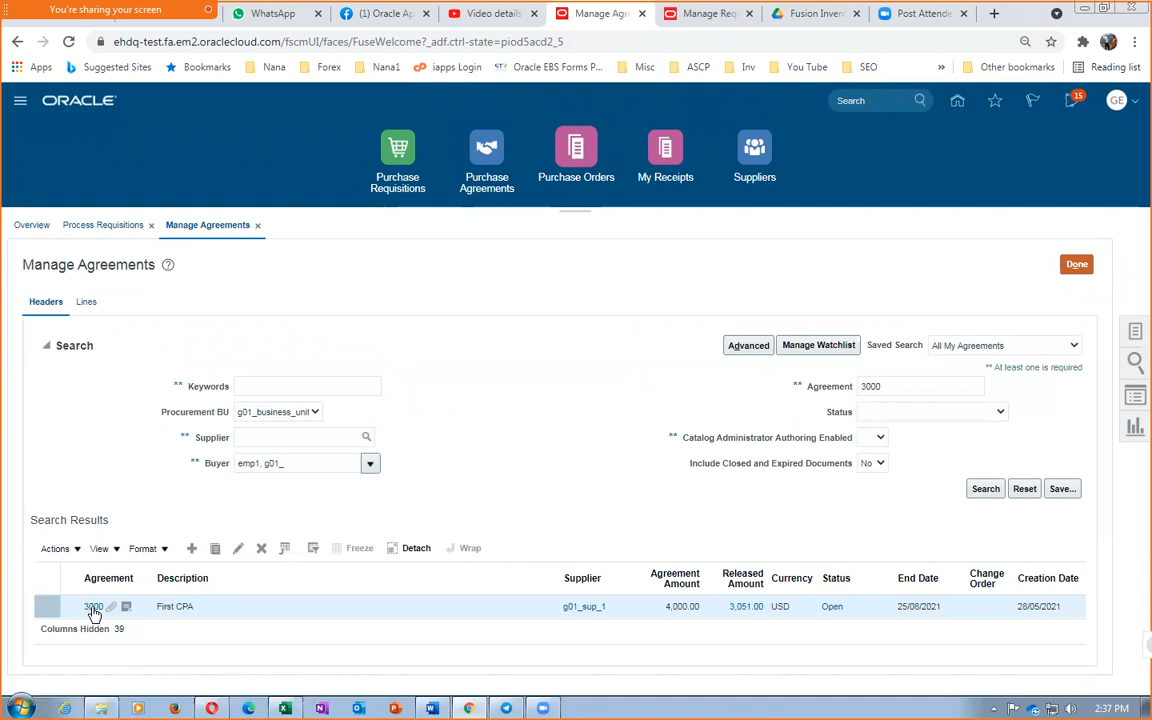 You're sharing your screen
WhatsApp
(1) Oracle Ap
Video details
Manage Agr
Manage Req
Fusion Inven
Post Attende
ehdq-test.fa.em2.oraclecloud.com/fscmUI/faces/FuseWelcome?_adf.ctrl-state=piod5acd2_5
Apps
Suggested Sites
Bookmarks
Nana
Forex
Nana1
iapps Login
Oracle EBS Forms P...
Misc
ASCP
Inv
You Tube
SEO
»
Other bookmarks
Reading list
ORACLE
Search
15
GE
Purchase Requisitions
Purchase Agreements
Purchase Orders
My Receipts
Suppliers
Overview
Process Requisitions
Manage Agreements
Manage Agreements
Done
Headers
Lines
Search
Advanced
Manage Watchlist
Saved Search
All My Agreements
** At least one is required
** Keywords
** Agreement 3000
Procurement BU g01_business_unit
Status
** Supplier
** Catalog Administrator Authoring Enabled
** Buyer emp1, g01_
Include Closed and Expired Documents No
Search
Reset
Save...
Search Results
Actions
View
Format
Freeze
Detach
Wrap
Agreement
Description
Supplier
Agreement Amount
Released Amount
Currency
Status
End Date
Change Order
Creation Date
3000
First CPA
g01_sup_1
4,000.00
3,051.00
USD
Open
25/08/2021
28/05/2021
Columns Hidden 39
2:37 PM